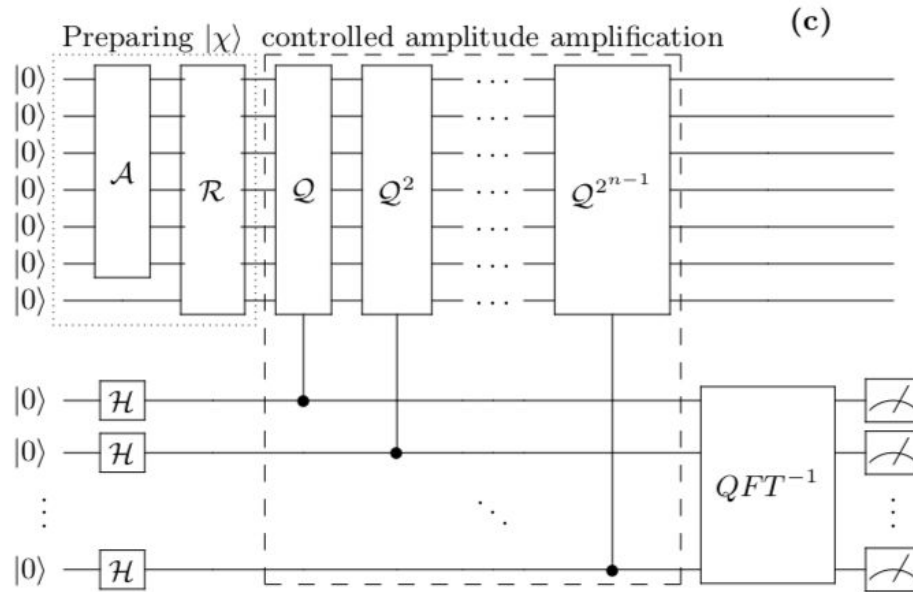 (c)
Preparing |χ⟩ controlled amplitude amplification
|0⟩ · · ·
|0⟩ · · ·
|0⟩ · · ·
|0⟩ 𝒜 ℛ 𝒬 𝒬² · · · 𝒬^{2^{n−1}}
|0⟩ · · ·
|0⟩ · · ·
|0⟩ · · ·
|0⟩ ℋ
|0⟩ ℋ
⋮ ⋱ QFT⁻¹ ⋮
|0⟩ ℋ